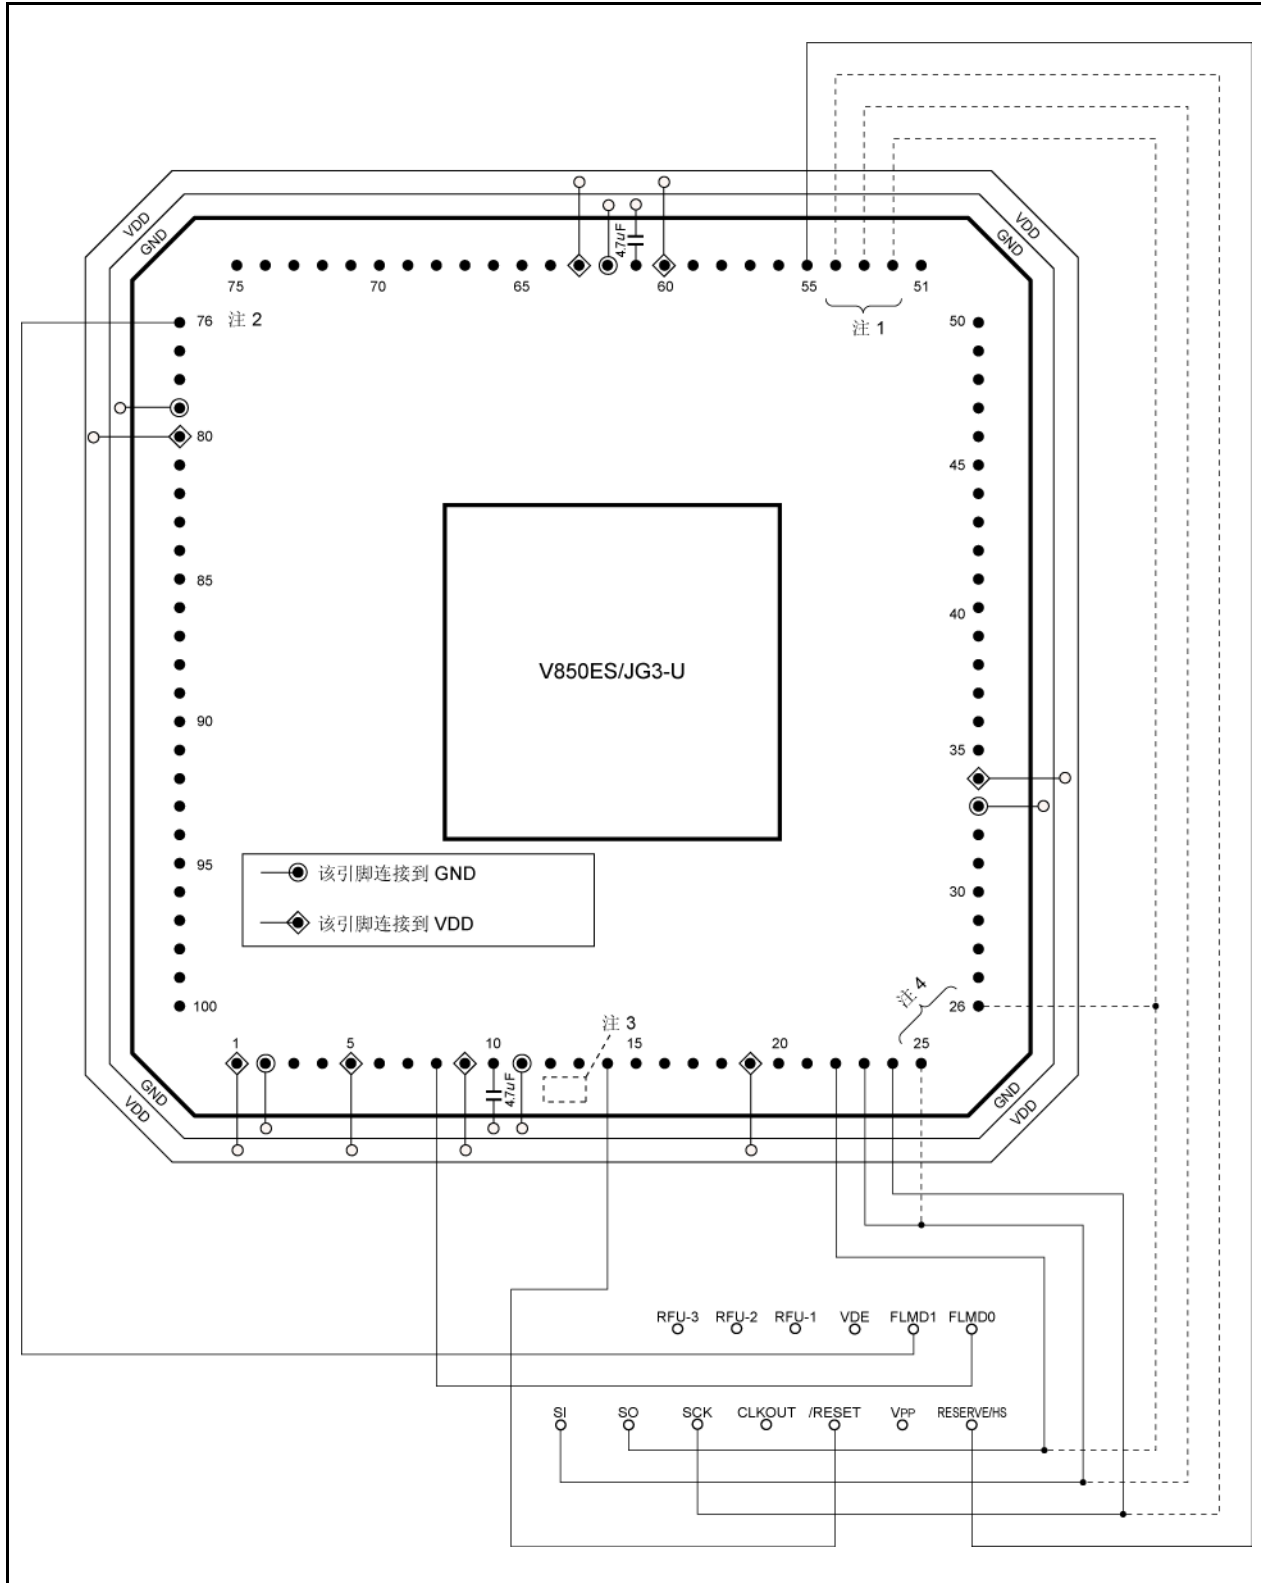 VDD
GND
VDD
GND
4.7uF
75
70
65
60
55
51
注 1
76
注 2
50
80
45
85
40
V850ES/JG3-U
90
35
95
该引脚连接到 GND
30
该引脚连接到 VDD
注 4
100
26
注 3
1
5
10
15
20
25
4.7uF
GND
VDD
GND
VDD
RFU-3
RFU-2
RFU-1
VDE
FLMD1
FLMD0
SI
SO
SCK
CLKOUT
/RESET
VPP
RESERVE/HS